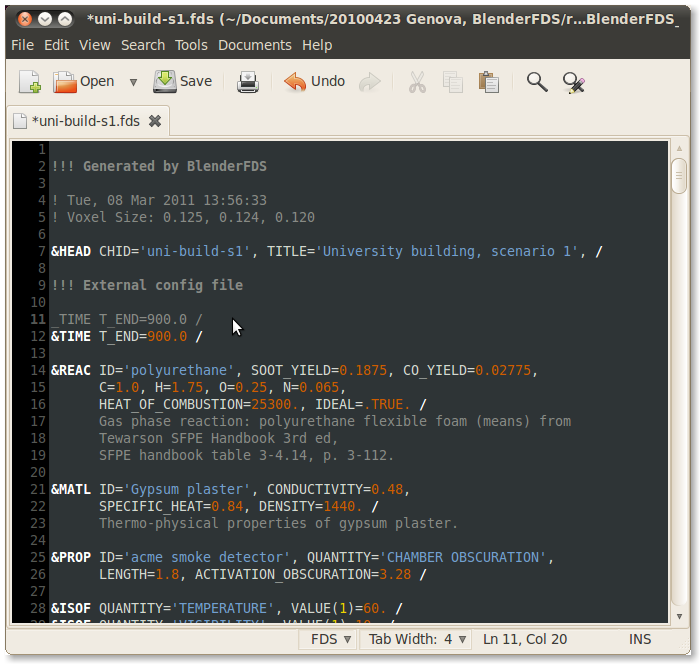 *uni-build-s1.fds (~/Documents/20100423 Genova, BlenderFDS/r…BlenderFDS_
File Edit View Search Tools Documents Help
Open Save Undo
*uni-build-s1.fds
1
2 !!! Generated by BlenderFDS
3
4 ! Tue, 08 Mar 2011 13:56:33
5 ! Voxel Size: 0.125, 0.124, 0.120
6
7 &HEAD CHID='uni-build-s1', TITLE='University building, scenario 1', /
8
9 !!! External config file
10
11 _TIME T_END=900.0 /
12 &TIME T_END=900.0 /
13
14 &REAC ID='polyurethane', SOOT_YIELD=0.1875, CO_YIELD=0.02775,
15 C=1.0, H=1.75, O=0.25, N=0.065,
16 HEAT_OF_COMBUSTION=25300., IDEAL=.TRUE. /
17 Gas phase reaction: polyurethane flexible foam (means) from
18 Tewarson SFPE Handbook 3rd ed,
19 SFPE handbook table 3-4.14, p. 3-112.
20
21 &MATL ID='Gypsum plaster', CONDUCTIVITY=0.48,
22 SPECIFIC_HEAT=0.84, DENSITY=1440. /
23 Thermo-physical properties of gypsum plaster.
24
25 &PROP ID='acme smoke detector', QUANTITY='CHAMBER OBSCURATION',
26 LENGTH=1.8, ACTIVATION_OBSCURATION=3.28 /
27
28 &ISOF QUANTITY='TEMPERATURE', VALUE(1)=60. /
29 &ISOF QUANTITY='VISIBILITY', VALUE(1)=10. /
FDS Tab Width: 4 Ln 11, Col 20 INS